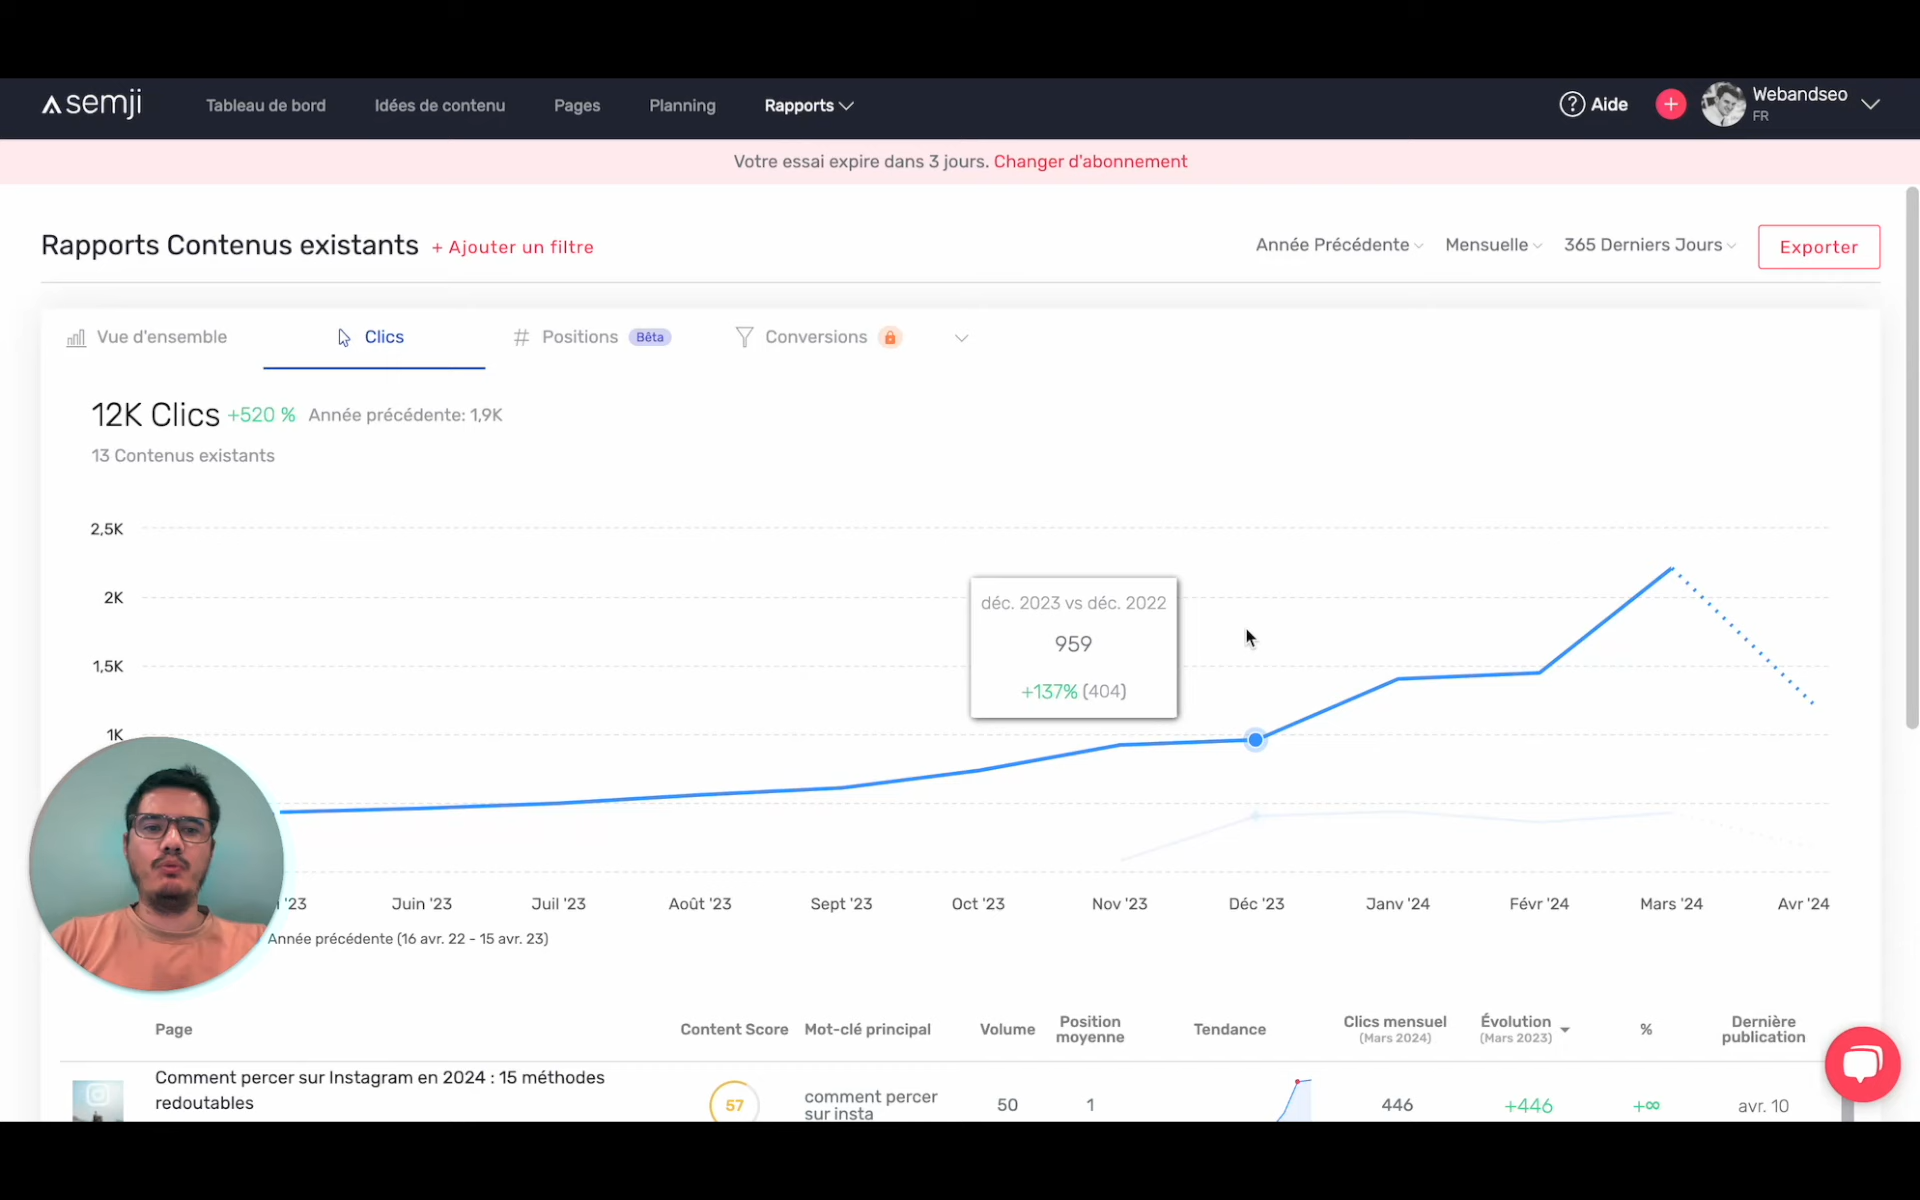 semji
Tableau de bord
Idées de contenu
Pages
Planning
Rapports
Aide
Webandseo
FR
Votre essai expire dans 3 jours. Changer d'abonnement
Rapports Contenus existants + Ajouter un filtre
Année Précédente
Mensuelle
365 Derniers Jours
Exporter
Vue d'ensemble
Clics
# Positions Bêta
Conversions
12K Clics +520 % Année précédente: 1,9K
13 Contenus existants
2,5K
2K
1,5K
1K
déc. 2023 vs déc. 2022
959
+137% (404)
'23
Juin '23
Juil '23
Août '23
Sept '23
Oct '23
Nov '23
Déc '23
Janv '24
Févr '24
Mars '24
Avr '24
Année précédente (16 avr. 22 - 15 avr. 23)
Page
Content Score
Mot-clé principal
Volume
Position
moyenne
Tendance
Clics mensuel
(Mars 2024)
Évolution
(Mars 2023)
%
Dernière
publication
Comment percer sur Instagram en 2024 : 15 méthodes
redoutables
57
comment percer
sur insta
50
1
446
+446
+∞
avr. 10